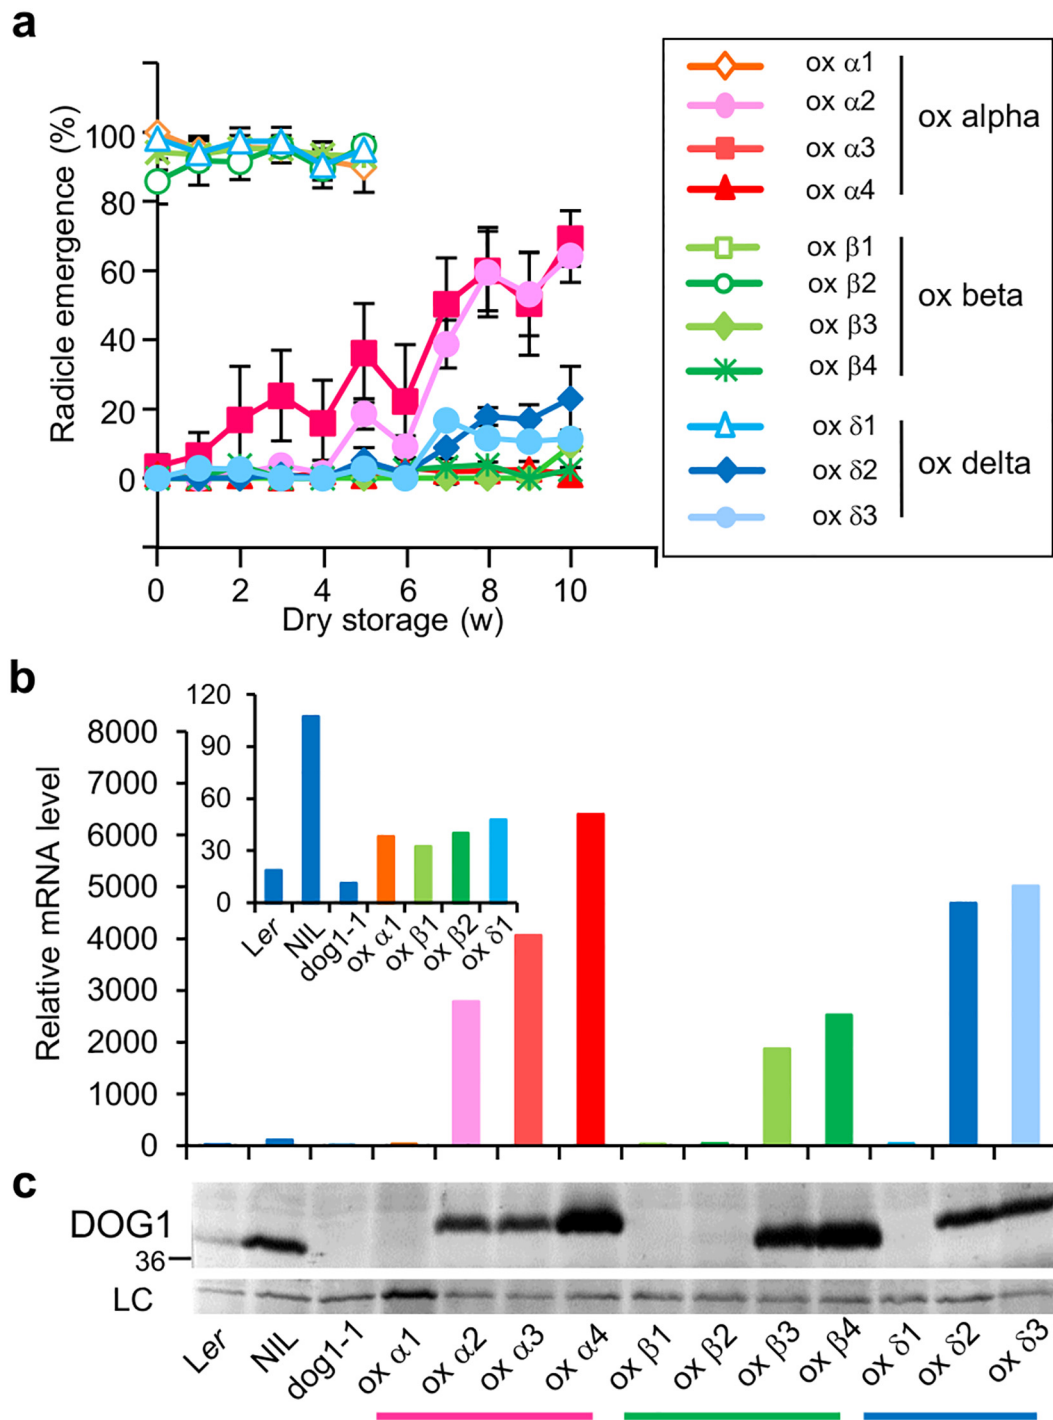 a
Radicle emergence (%)
100
80
60
40
20
0
0 2 4 6 8 10
Dry storage (w)
ox α1
ox α2
ox α3
ox α4
ox alpha
ox β1
ox β2
ox β3
ox β4
ox beta
ox δ1
ox δ2
ox δ3
ox delta
b
Relative mRNA level
8000
7000
6000
5000
4000
3000
2000
1000
0
120
90
60
30
0
Ler NIL dog1-1 ox α1 ox β1 ox β2 ox δ1
c
DOG1
36
LC
Ler NIL dog1-1 ox α1 ox α2 ox α3 ox α4 ox β1 ox β2 ox β3 ox β4 ox δ1 ox δ2 ox δ3